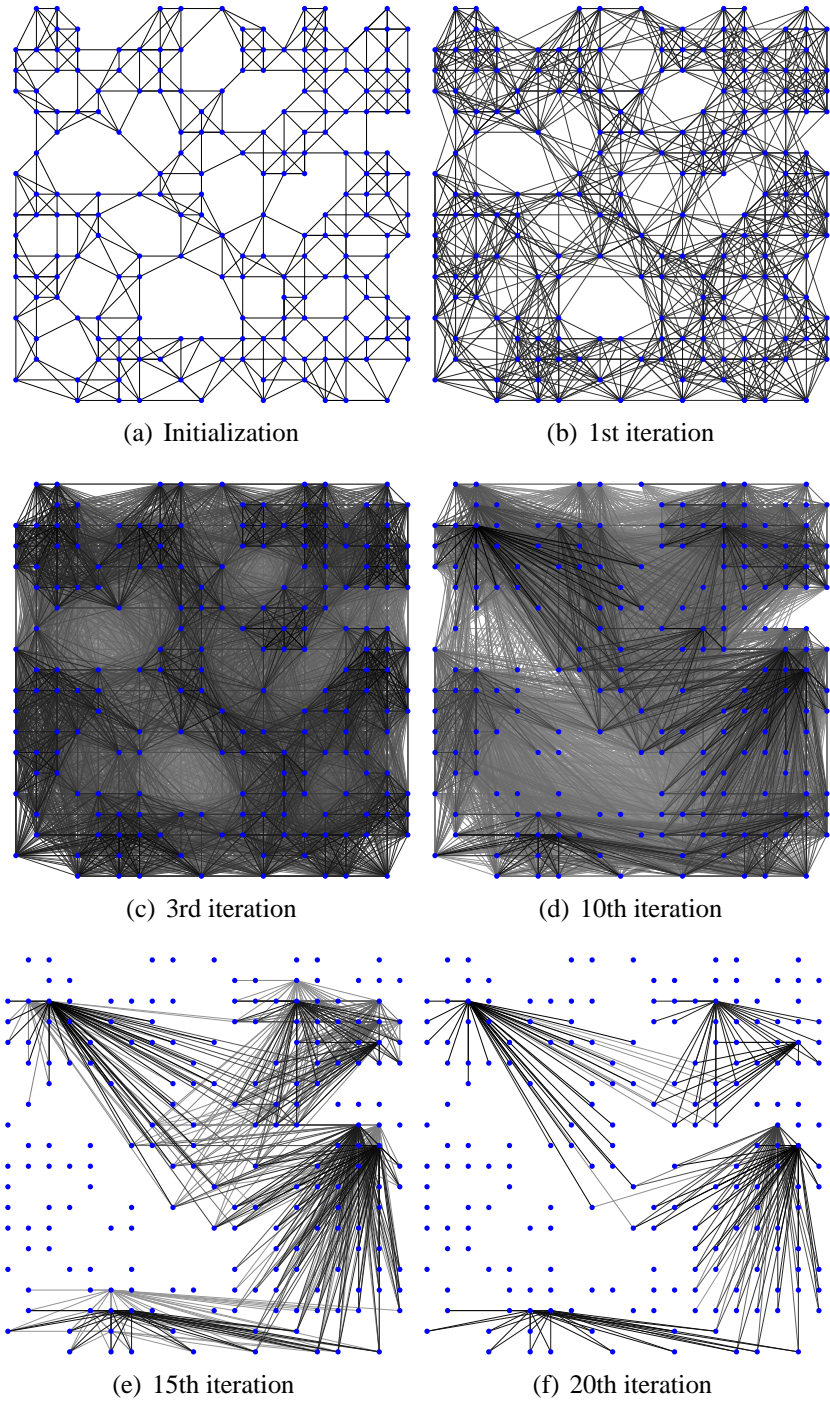 (a) Initialization
(b) 1st iteration
(c) 3rd iteration
(d) 10th iteration
(e) 15th iteration
(f) 20th iteration